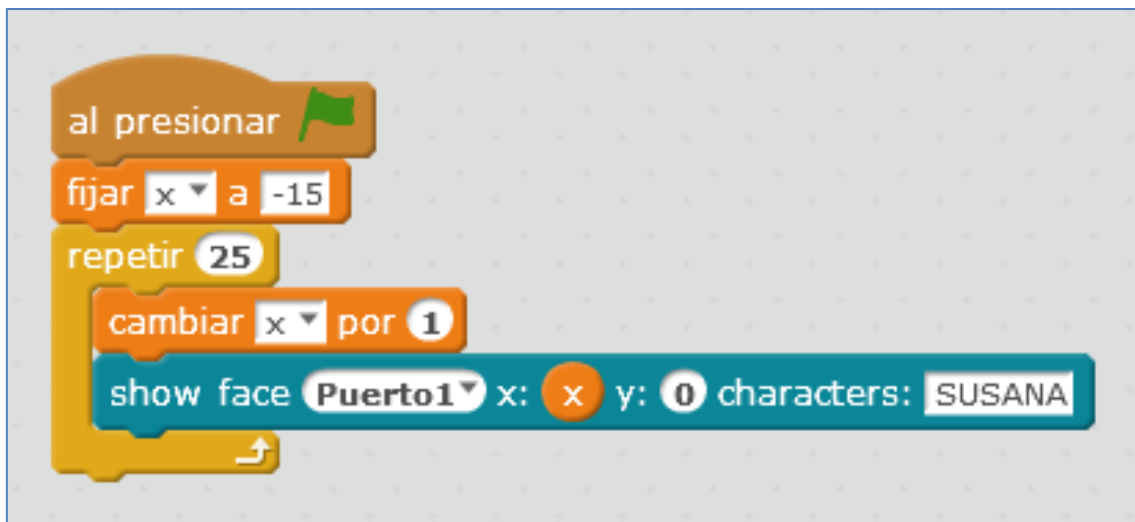 al presionar
fijar x a -15
repetir 25
cambiar x por 1
show face Puerto1 x: x y: 0 characters: SUSANA